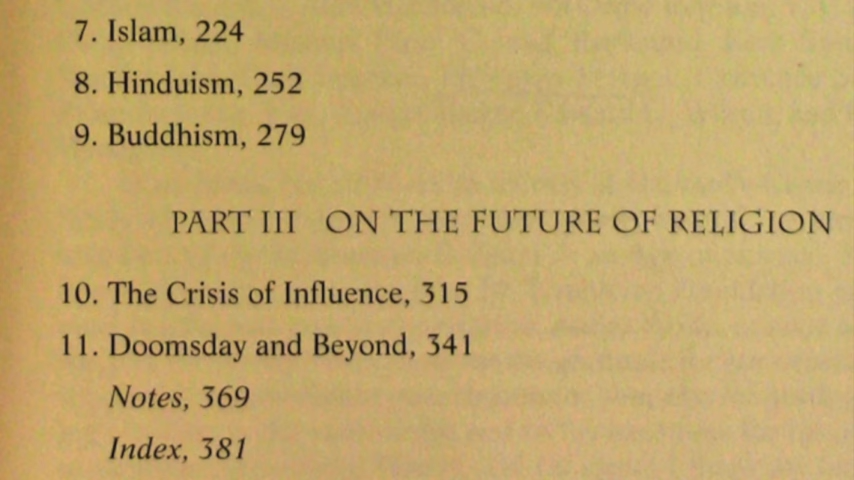 7. Islam, 224
8. Hinduism, 252
9. Buddhism, 279
PART III ON THE FUTURE OF RELIGION
10. The Crisis of Influence, 315
11. Doomsday and Beyond, 341
Notes, 369
Index, 381